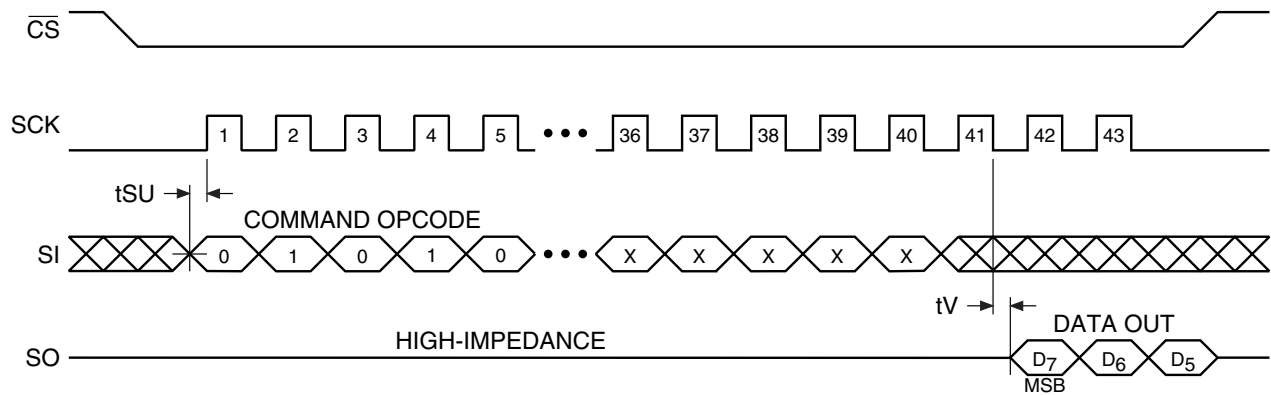 CS
SCK
1 2 3 4 5 ••• 36 37 38 39 40 41 42 43
tSU
COMMAND OPCODE
SI
0 1 0 1 0 ••• X X X X X
tV
DATA OUT
HIGH-IMPEDANCE
SO
D7 D6 D5
MSB